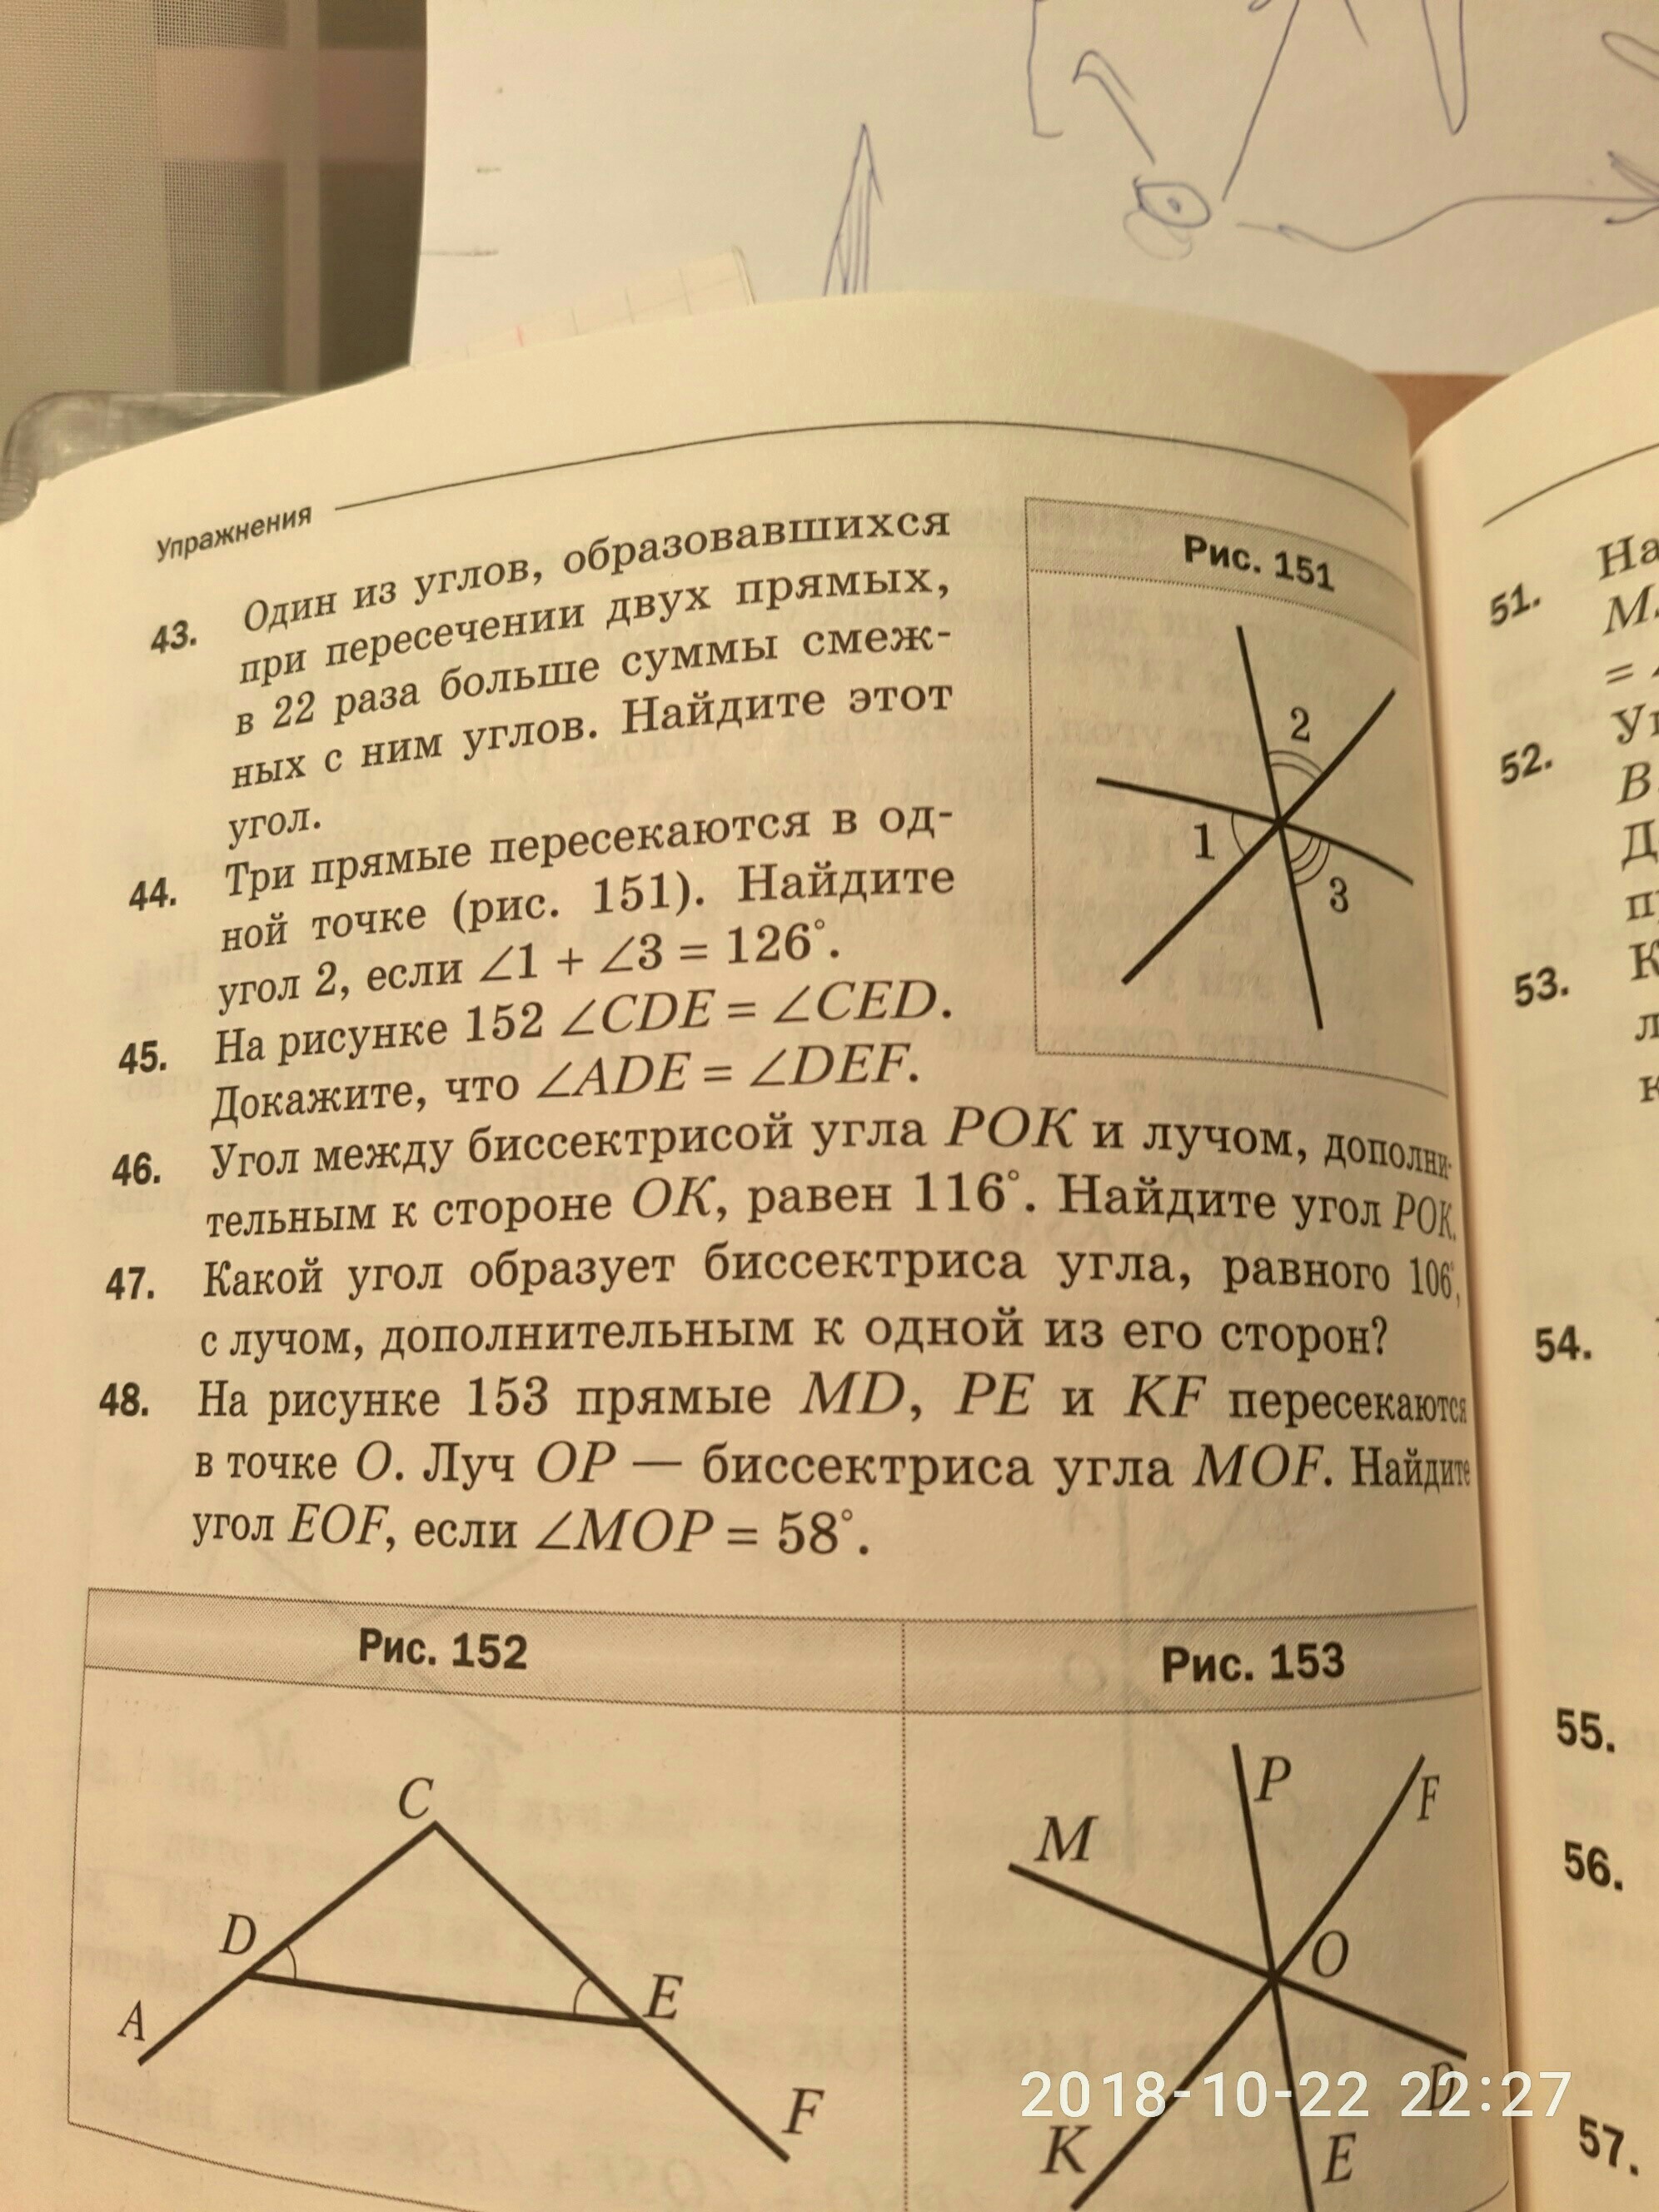 Упражнения
43. Один из углов, образовавшихся
при пересечении двух прямых,
в 22 раза больше суммы смеж-
ных с ним углов. Найдите этот
угол.
44. Три прямые пересекаются в од-
ной точке (рис. 151). Найдите
угол 2, если ∠1 + ∠3 = 126°.
45. На рисунке 152 ∠CDE = ∠CED.
Докажите, что ∠ADE = ∠DEF.
Рис. 151
2
1
3
46. Угол между биссектрисой угла POK и лучом, дополни-
тельным к стороне OK, равен 116°. Найдите угол POK.
47. Какой угол образует биссектриса угла, равного 106°,
с лучом, дополнительным к одной из его сторон?
48. На рисунке 153 прямые MD, PE и KF пересекаются
в точке O. Луч OP — биссектриса угла MOF. Найдите
угол EOF, если ∠MOP = 58°.
Рис. 152
C
D
E
A
F
Рис. 153
P
F
M
O
D
K
E
51. На
=
52.
В
Д
53. К
54.
55.
56.
57.
2018-10-22 22:27